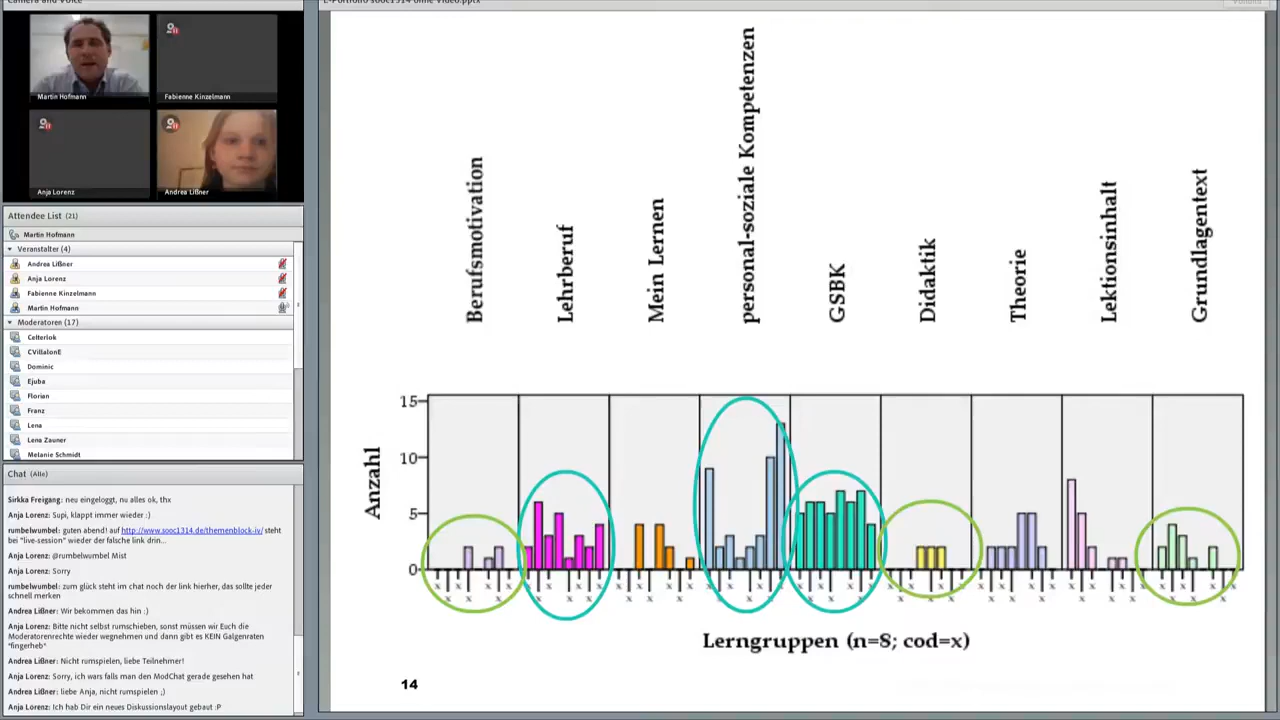 Camera and Voice
E-Portfolio sooc1314 ohne Video.pptx
Vollbild
Martin Hofmann
Fabienne Kinzelmann
Anja Lorenz
Andrea Lißner
Attendee List (21)
Martin Hofmann
Veranstalter (4)
Andrea Lißner
Anja Lorenz
Fabienne Kinzelmann
Martin Hofmann
Moderatoren (17)
Celterlok
CVillalonE
Dominic
Ejuba
Florian
Franz
Lena
Lena Zauner
Melanie Schmidt
Chat (Alle)
Sirkka Freigang: neu eingeloggt, nu alles ok, thx
Anja Lorenz: Supi, klappt immer wieder :)
rumbelwumbel: guten abend! auf
http://www.sooc1314.de/themenblock-iv/ steht
bei "live-session" wieder der falsche link drin...
Anja Lorenz: @rumbelwumbel Mist
Anja Lorenz: Sorry
rumbelwumbel: zum glück steht im chat noch der link hierher, das sollte jeder
schnell merken
Andrea Lißner: Wir bekommen das hin :)
Anja Lorenz: Bitte nicht selbst rumschieben, sonst müssen wir Euch die
Moderatorenrechte wieder wegnehmen und dann gibt es KEIN Galgenraten
*fingerheb*
Andrea Lißner: Nicht rumspielen, liebe Teilnehmer!
Anja Lorenz: Sorry, ich wars falls man den ModChat gerade gesehen hat
Andrea Lißner: liebe Anja, nicht rumspielen ;)
Anja Lorenz: Ich hab Dir ein neues Diskussionslayout gebaut :P
Berufsmotivation
Lehrberuf
Mein Lernen
personal-soziale Kompetenzen
GSBK
Didaktik
Theorie
Lektionsinhalt
Grundlagentext
Anzahl
15
10
5
0
Lerngruppen (n=8; cod=x)
14